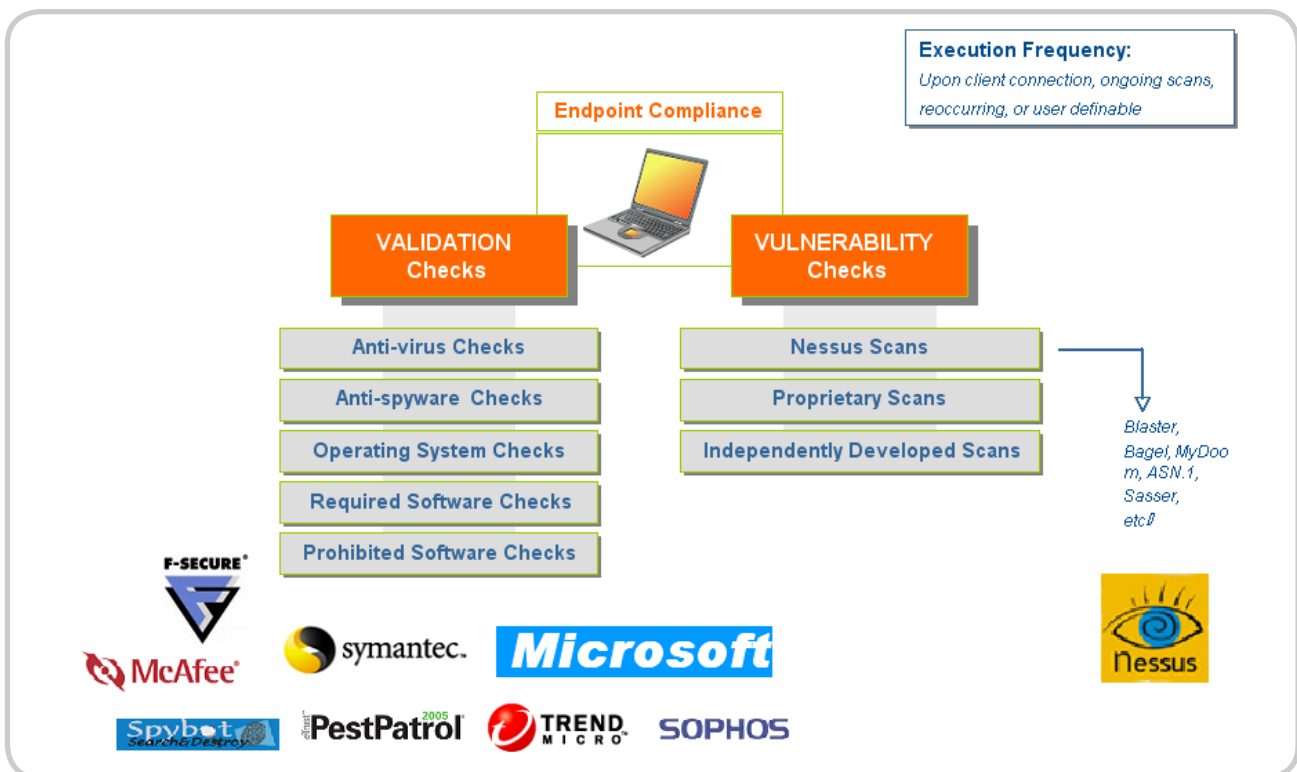 Execution Frequency:
Upon client connection, ongoing scans,
reoccurring, or user definable
Endpoint Compliance
VALIDATION
Checks
VULNERABILITY
Checks
Anti-virus Checks
Anti-spyware Checks
Operating System Checks
Required Software Checks
Prohibited Software Checks
Nessus Scans
Proprietary Scans
Independently Developed Scans
Blaster,
Bagel, MyDoo
m, ASN.1,
Sasser,
etc
F-SECURE®
McAfee®
symantec™
Microsoft
Nessus
Spybot
Search&Destroy
eTrust™ PestPatrol® 2005
TREND
MICRO™
SOPHOS